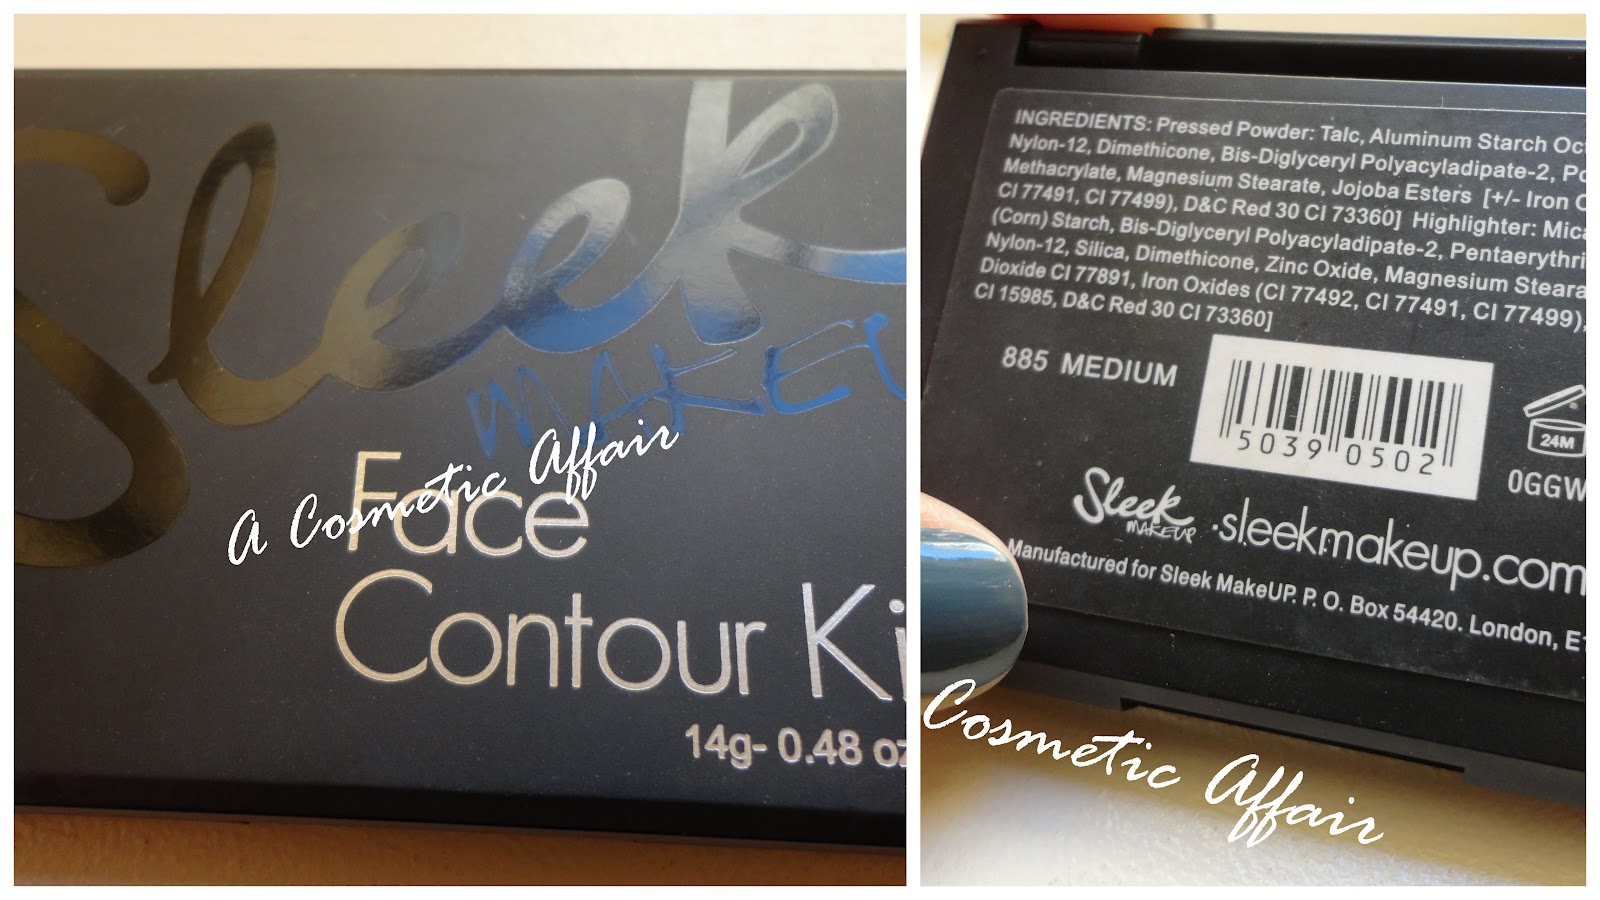 Sleek
MAKEU
Face
Contour Ki
14g- 0.48 oz
A Cosmetic Affair
INGREDIENTS: Pressed Powder: Talc, Aluminum Starch Oct
Nylon-12, Dimethicone, Bis-Diglyceryl Polyacyladipate-2, Po
Methacrylate, Magnesium Stearate, Jojoba Esters [+/- Iron O
CI 77491, CI 77499), D&C Red 30 CI 73360] Highlighter: Mica
(Corn) Starch, Bis-Diglyceryl Polyacyladipate-2, Pentaerythri
Nylon-12, Silica, Dimethicone, Zinc Oxide, Magnesium Steara
Dioxide CI 77891, Iron Oxides (CI 77492, CI 77491, CI 77499),
CI 15985, D&C Red 30 CI 73360]
885 MEDIUM
5039 0502
24M
0GGW
Sleek
MAKEUP
.sleekmakeup.com
Manufactured for Sleek MakeUP. P. O. Box 54420. London, E1
Cosmetic Affair